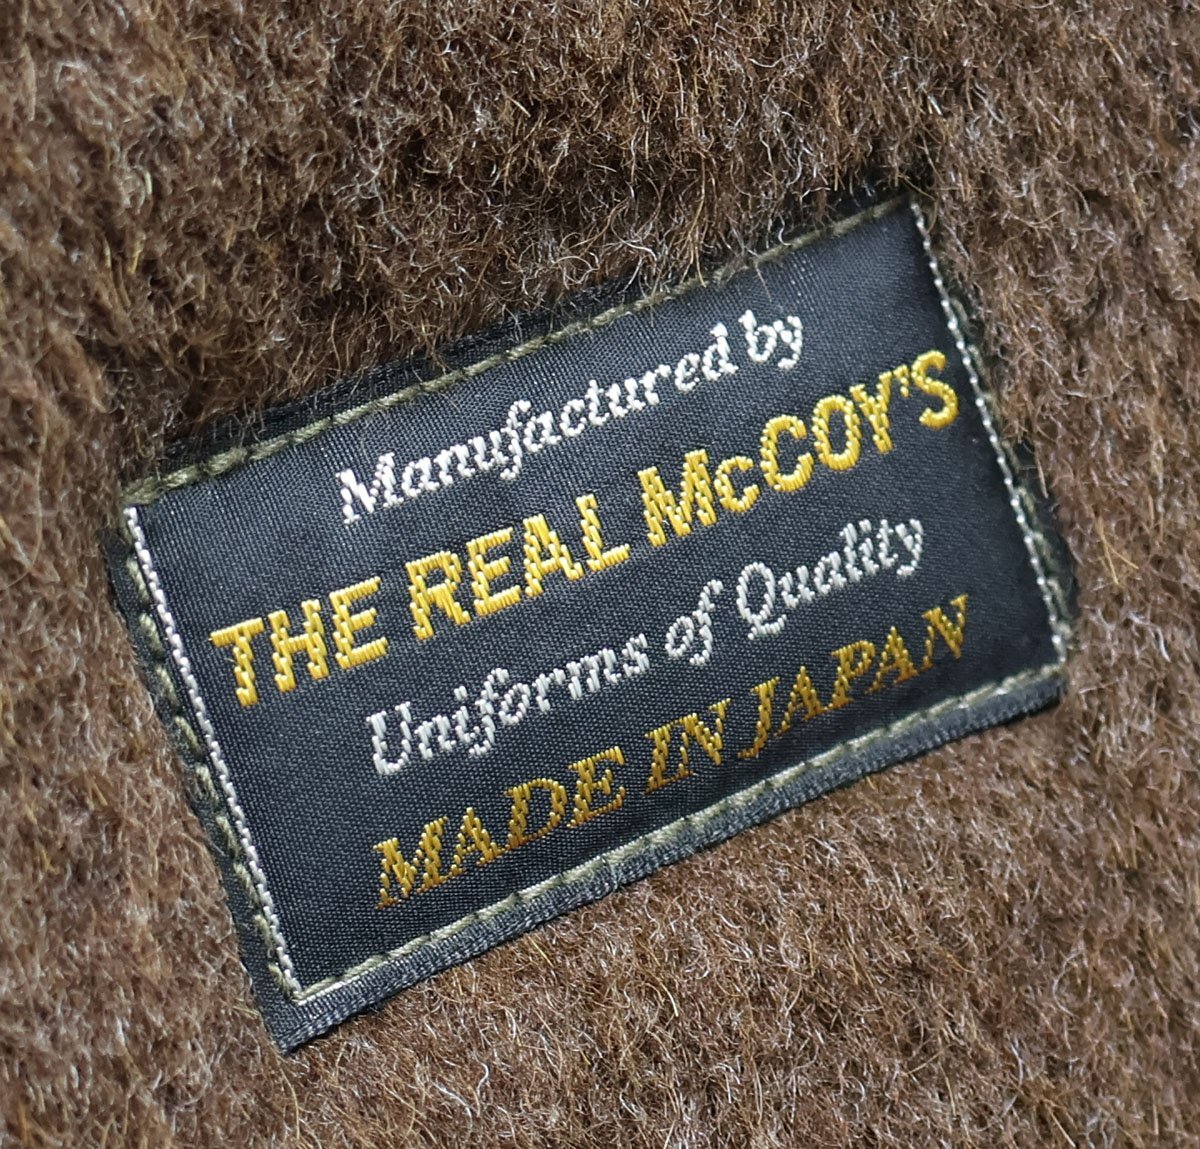 Manufactured by
THE REAL McCOY'S
Uniforms of Quality
MADE IN JAPAN